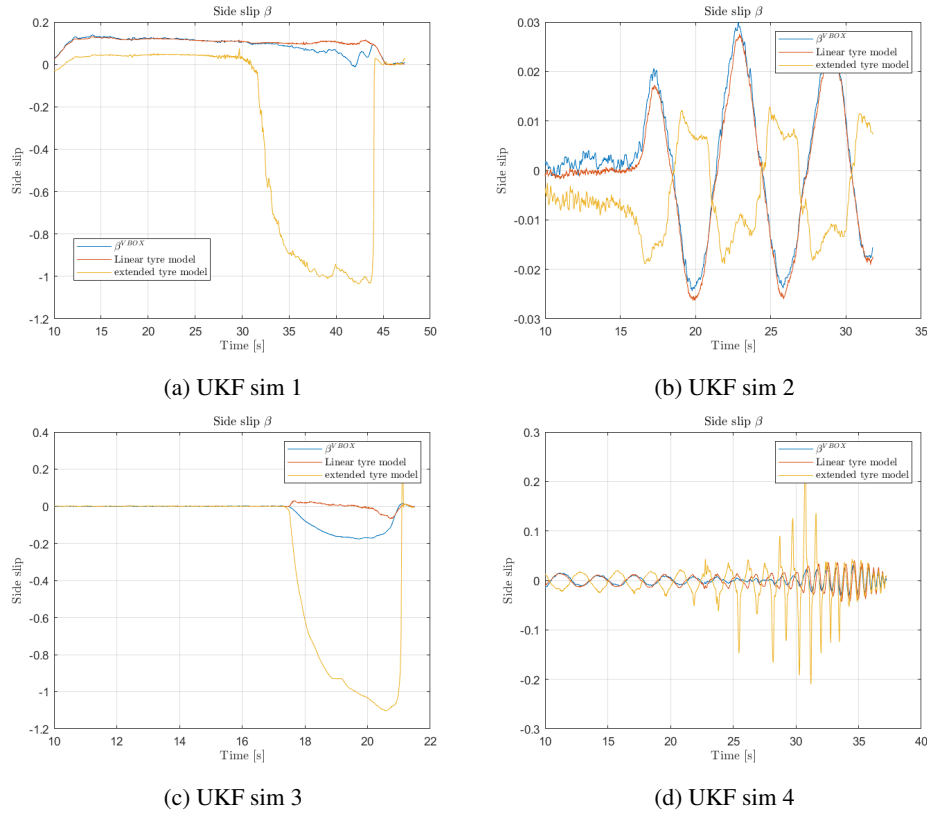 Side slip β
0.2
0
-0.2
-0.4
-0.6
-0.8
-1
-1.2
Side slip
β^VBOX
Linear tyre model
extended tyre model
10 15 20 25 30 35 40 45 50
Time [s]
(a) UKF sim 1
Side slip β
0.03
0.02
0.01
0
-0.01
-0.02
-0.03
Side slip
β^VBOX
Linear tyre model
extended tyre model
10 15 20 25 30 35
Time [s]
(b) UKF sim 2
Side slip β
0.4
0.2
0
-0.2
-0.4
-0.6
-0.8
-1
-1.2
Side slip
β^VBOX
Linear tyre model
extended tyre model
10 12 14 16 18 20 22
Time [s]
(c) UKF sim 3
Side slip β
0.3
0.2
0.1
0
-0.1
-0.2
-0.3
Side slip
β^VBOX
Linear tyre model
extended tyre model
10 15 20 25 30 35 40
Time [s]
(d) UKF sim 4